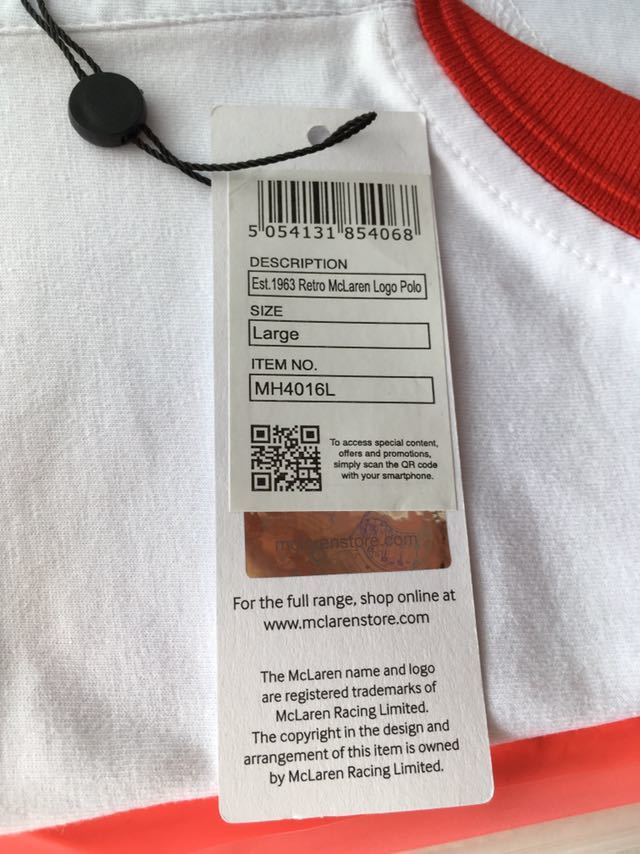 5 054131 854068
DESCRIPTION
Est.1963 Retro McLaren Logo Polo
SIZE
Large
ITEM NO.
MH4016L
To access special content,
offers and promotions,
simply scan the QR code
with your smartphone.
mclarenstore.com
For the full range, shop online at
www.mclarenstore.com
The McLaren name and logo
are registered trademarks of
McLaren Racing Limited.
The copyright in the design and
arrangement of this item is owned
by McLaren Racing Limited.